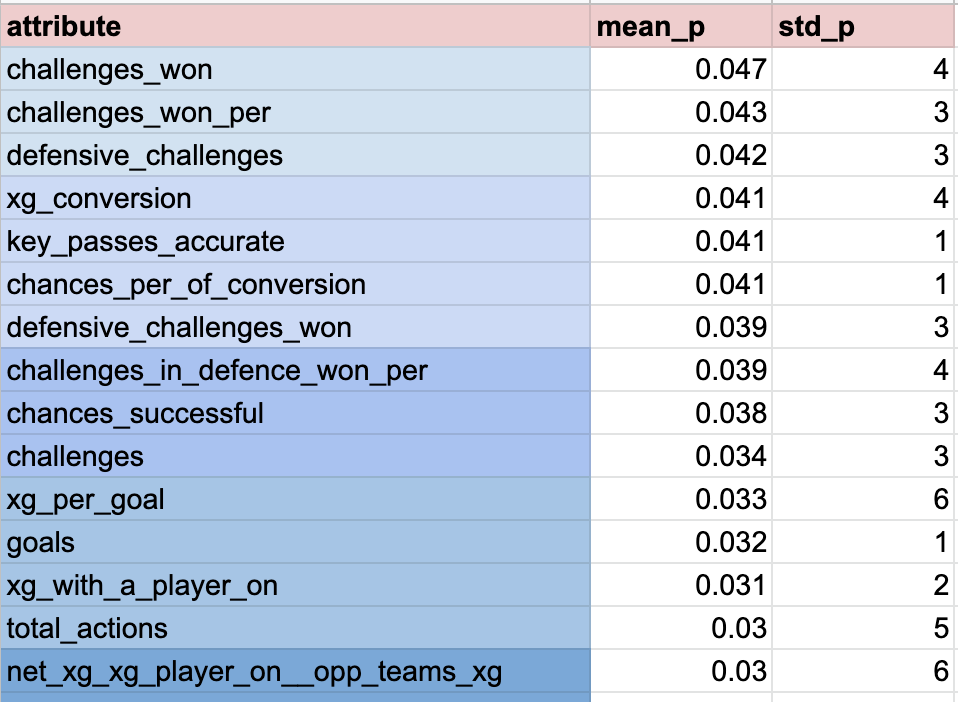 attribute mean_p std_p
challenges_won 0.047 4
challenges_won_per 0.043 3
defensive_challenges 0.042 3
xg_conversion 0.041 4
key_passes_accurate 0.041 1
chances_per_of_conversion 0.041 1
defensive_challenges_won 0.039 3
challenges_in_defence_won_per 0.039 4
chances_successful 0.038 3
challenges 0.034 3
xg_per_goal 0.033 6
goals 0.032 1
xg_with_a_player_on 0.031 2
total_actions 0.03 5
net_xg_xg_player_on__opp_teams_xg 0.03 6